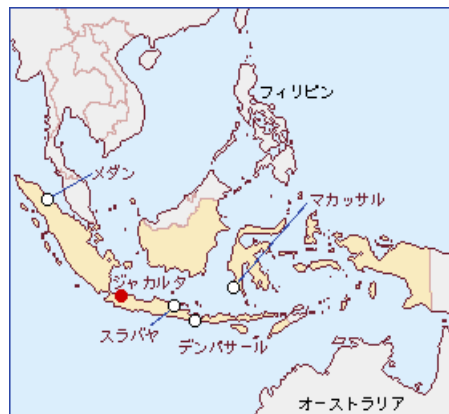 フィリピン
メダン
マカッサル
ジャカルタ
スラバヤ
デンパサール
オーストラリア